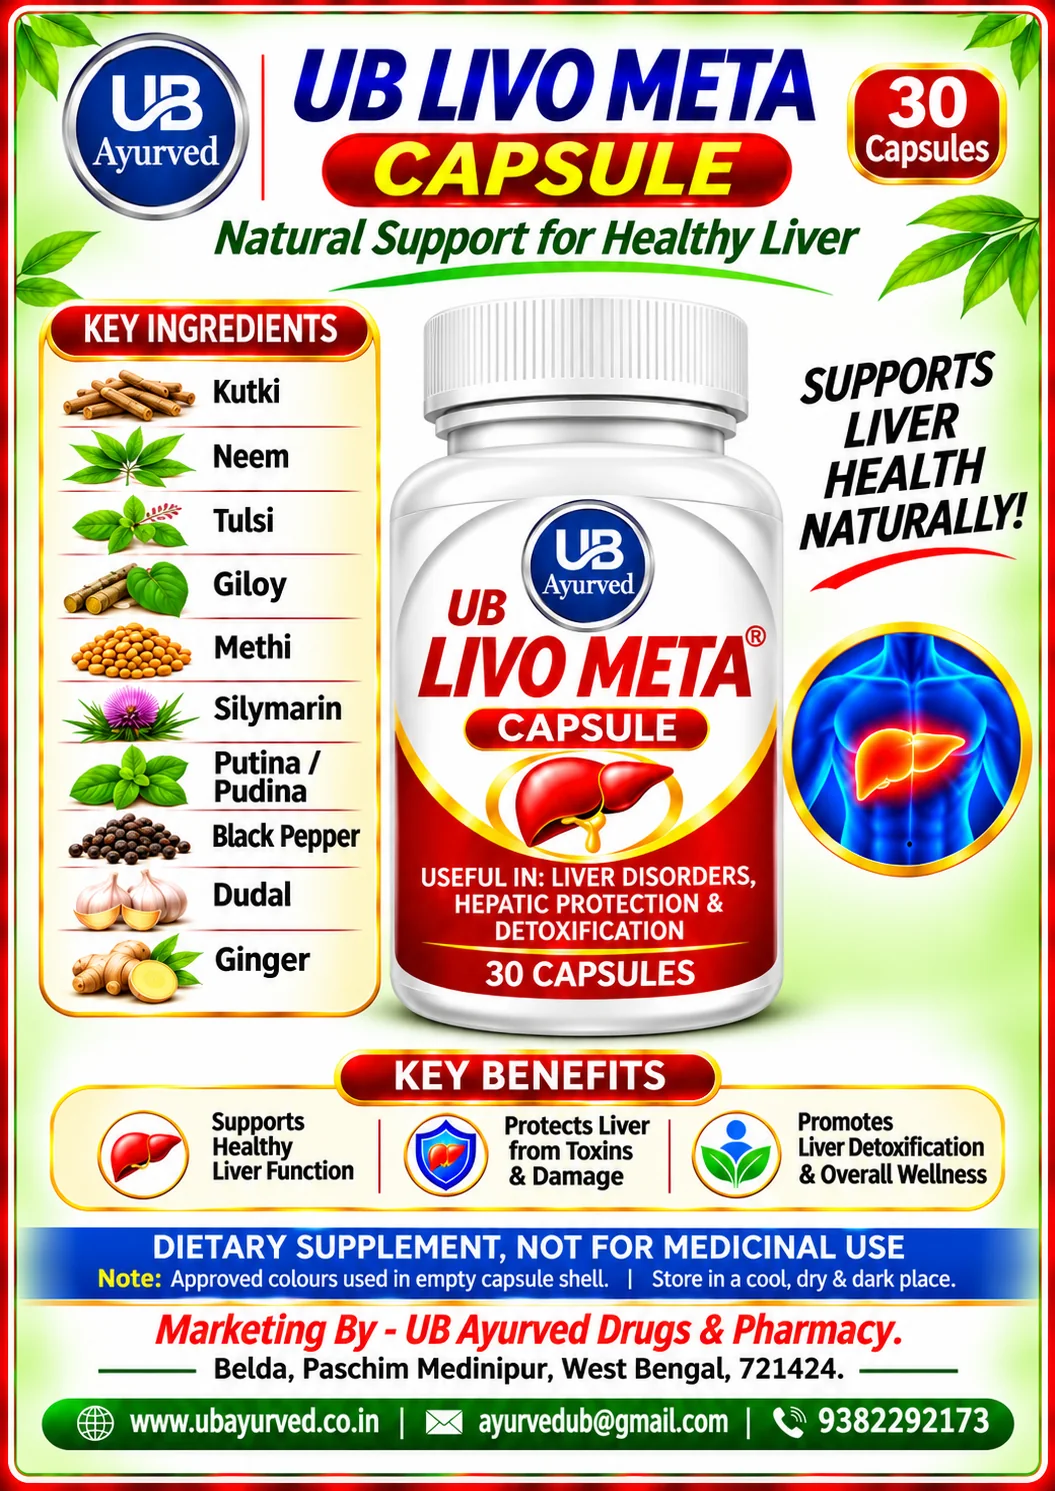 UB
Ayurved
UB LIVO META
CAPSULE
Natural Support for Healthy Liver
30
Capsules
KEY INGREDIENTS
Kutki
Neem
Tulsi
Giloy
Methi
Silymarin
Putina /
Pudina
Black Pepper
Dudal
Ginger
UB
Ayurved
UB
LIVO META®
CAPSULE
USEFUL IN: LIVER DISORDERS,
HEPATIC PROTECTION &
DETOXIFICATION
30 CAPSULES
SUPPORTS
LIVER
HEALTH
NATURALLY!
KEY BENEFITS
Supports
Healthy
Liver Function
Protects Liver
from Toxins
& Damage
Promotes
Liver Detoxification
& Overall Wellness
DIETARY SUPPLEMENT, NOT FOR MEDICINAL USE
Note: Approved colours used in empty capsule shell. | Store in a cool, dry & dark place.
Marketing By - UB Ayurved Drugs & Pharmacy.
Belda, Paschim Medinipur, West Bengal, 721424.
www.ubayurved.co.in | ayurvedub@gmail.com | 9382292173